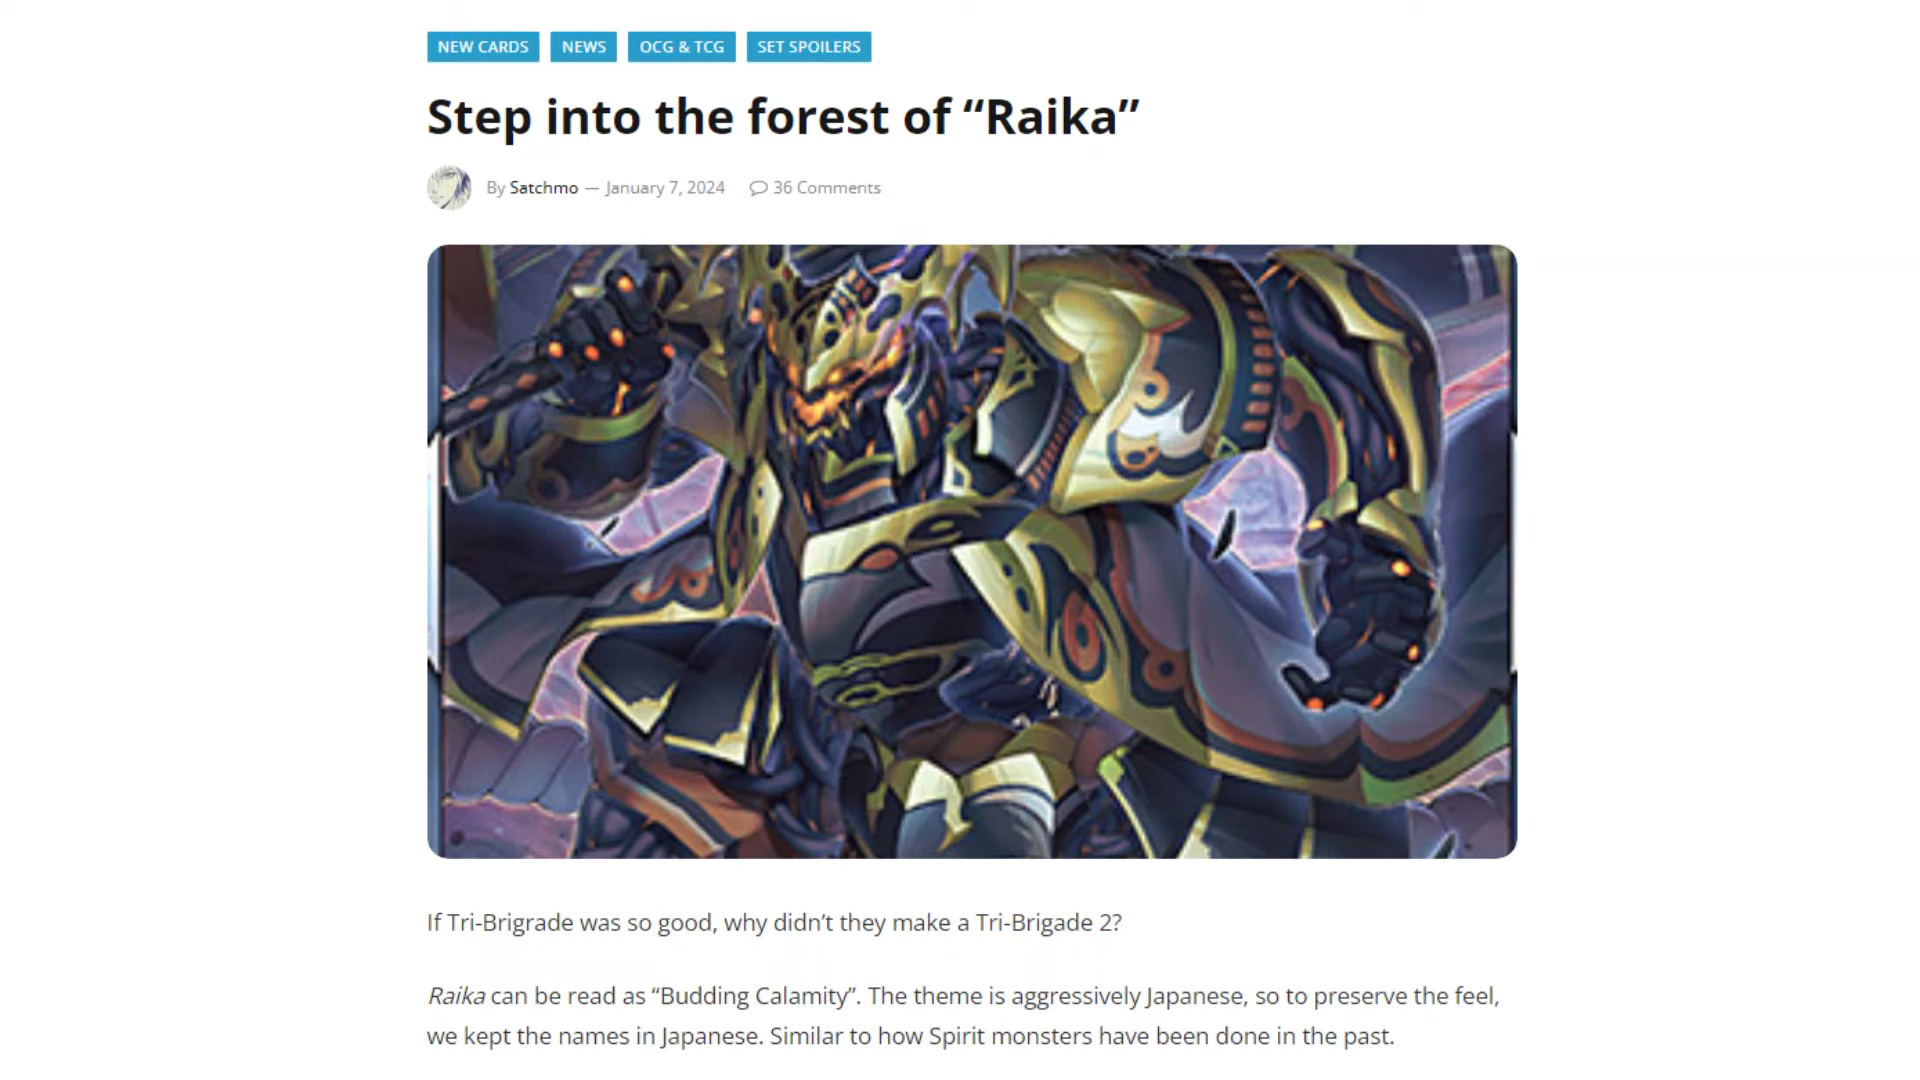 NEW CARDS NEWS OCG & TCG SET SPOILERS
Step into the forest of “Raika”
By Satchmo — January 7, 2024 36 Comments
If Tri-Brigrade was so good, why didn’t they make a Tri-Brigade 2?
Raika can be read as “Budding Calamity”. The theme is aggressively Japanese, so to preserve the feel,
we kept the names in Japanese. Similar to how Spirit monsters have been done in the past.